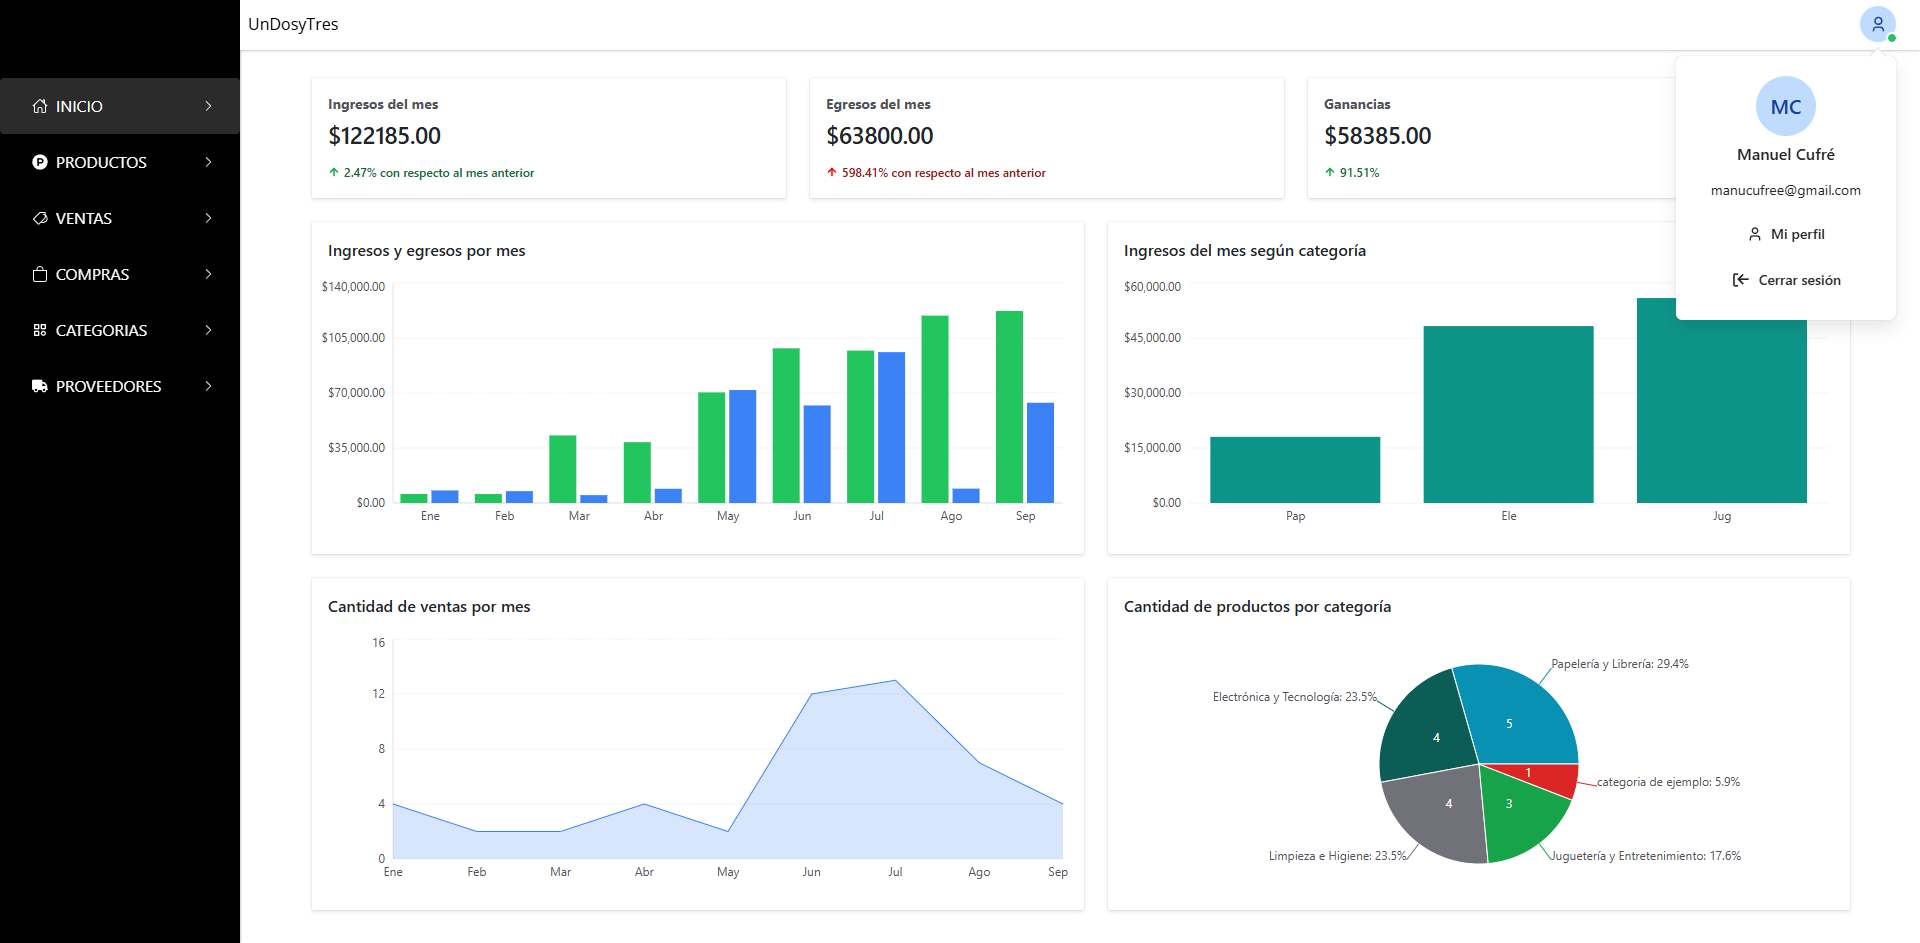 UnDosyTres
INICIO
PRODUCTOS
VENTAS
COMPRAS
CATEGORIAS
PROVEEDORES
Ingresos del mes
$122185.00
2.47% con respecto al mes anterior
Egresos del mes
$63800.00
598.41% con respecto al mes anterior
Ganancias
$58385.00
91.51%
MC
Manuel Cufré
manucufree@gmail.com
Mi perfil
Cerrar sesión
Ingresos y egresos por mes
$140,000.00
$105,000.00
$70,000.00
$35,000.00
$0.00
Ene Feb Mar Abr May Jun Jul Ago Sep
Ingresos del mes según categoría
$60,000.00
$45,000.00
$30,000.00
$15,000.00
$0.00
Pap Ele Jug
Cantidad de ventas por mes
16
12
8
4
0
Ene Feb Mar Abr May Jun Jul Ago Sep
Cantidad de productos por categoría
Papelería y Librería: 29.4%
Electrónica y Tecnología: 23.5%
5
4
1
categoria de ejemplo: 5.9%
4
3
Limpieza e Higiene: 23.5%
Juguetería y Entretenimiento: 17.6%